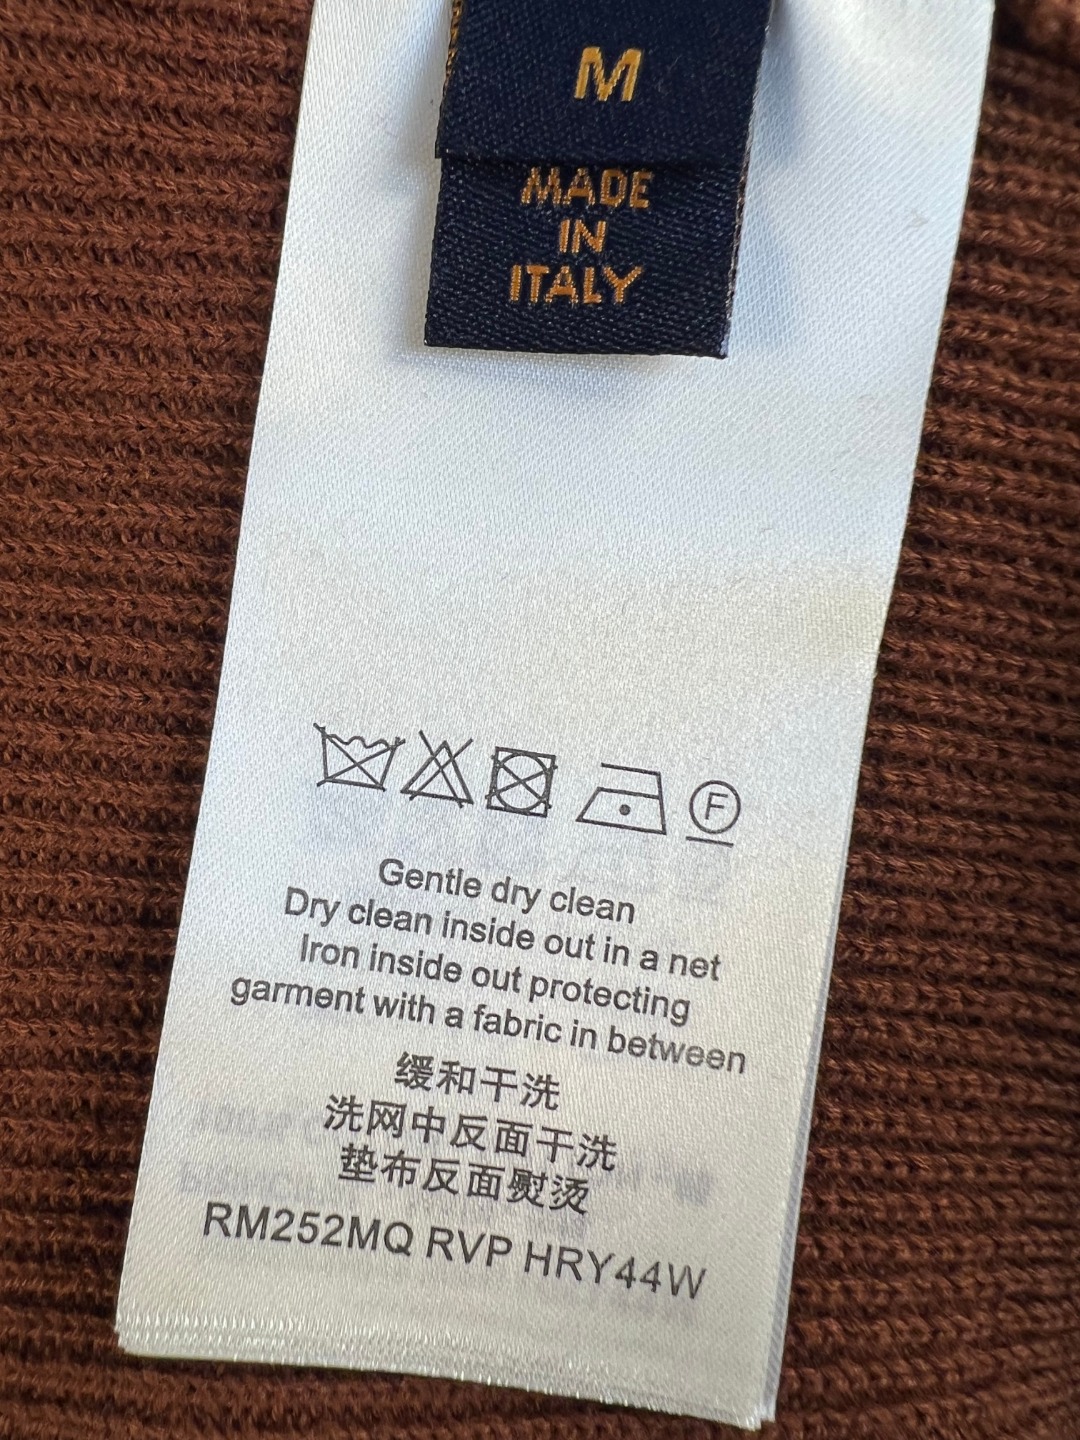 M
MADE
IN
ITALY
F
Gentle dry clean
Dry clean inside out in a net
Iron inside out protecting
garment with a fabric in between
缓和干洗
洗网中反面干洗
垫布反面熨烫
RM252MQ RVP HRY44W